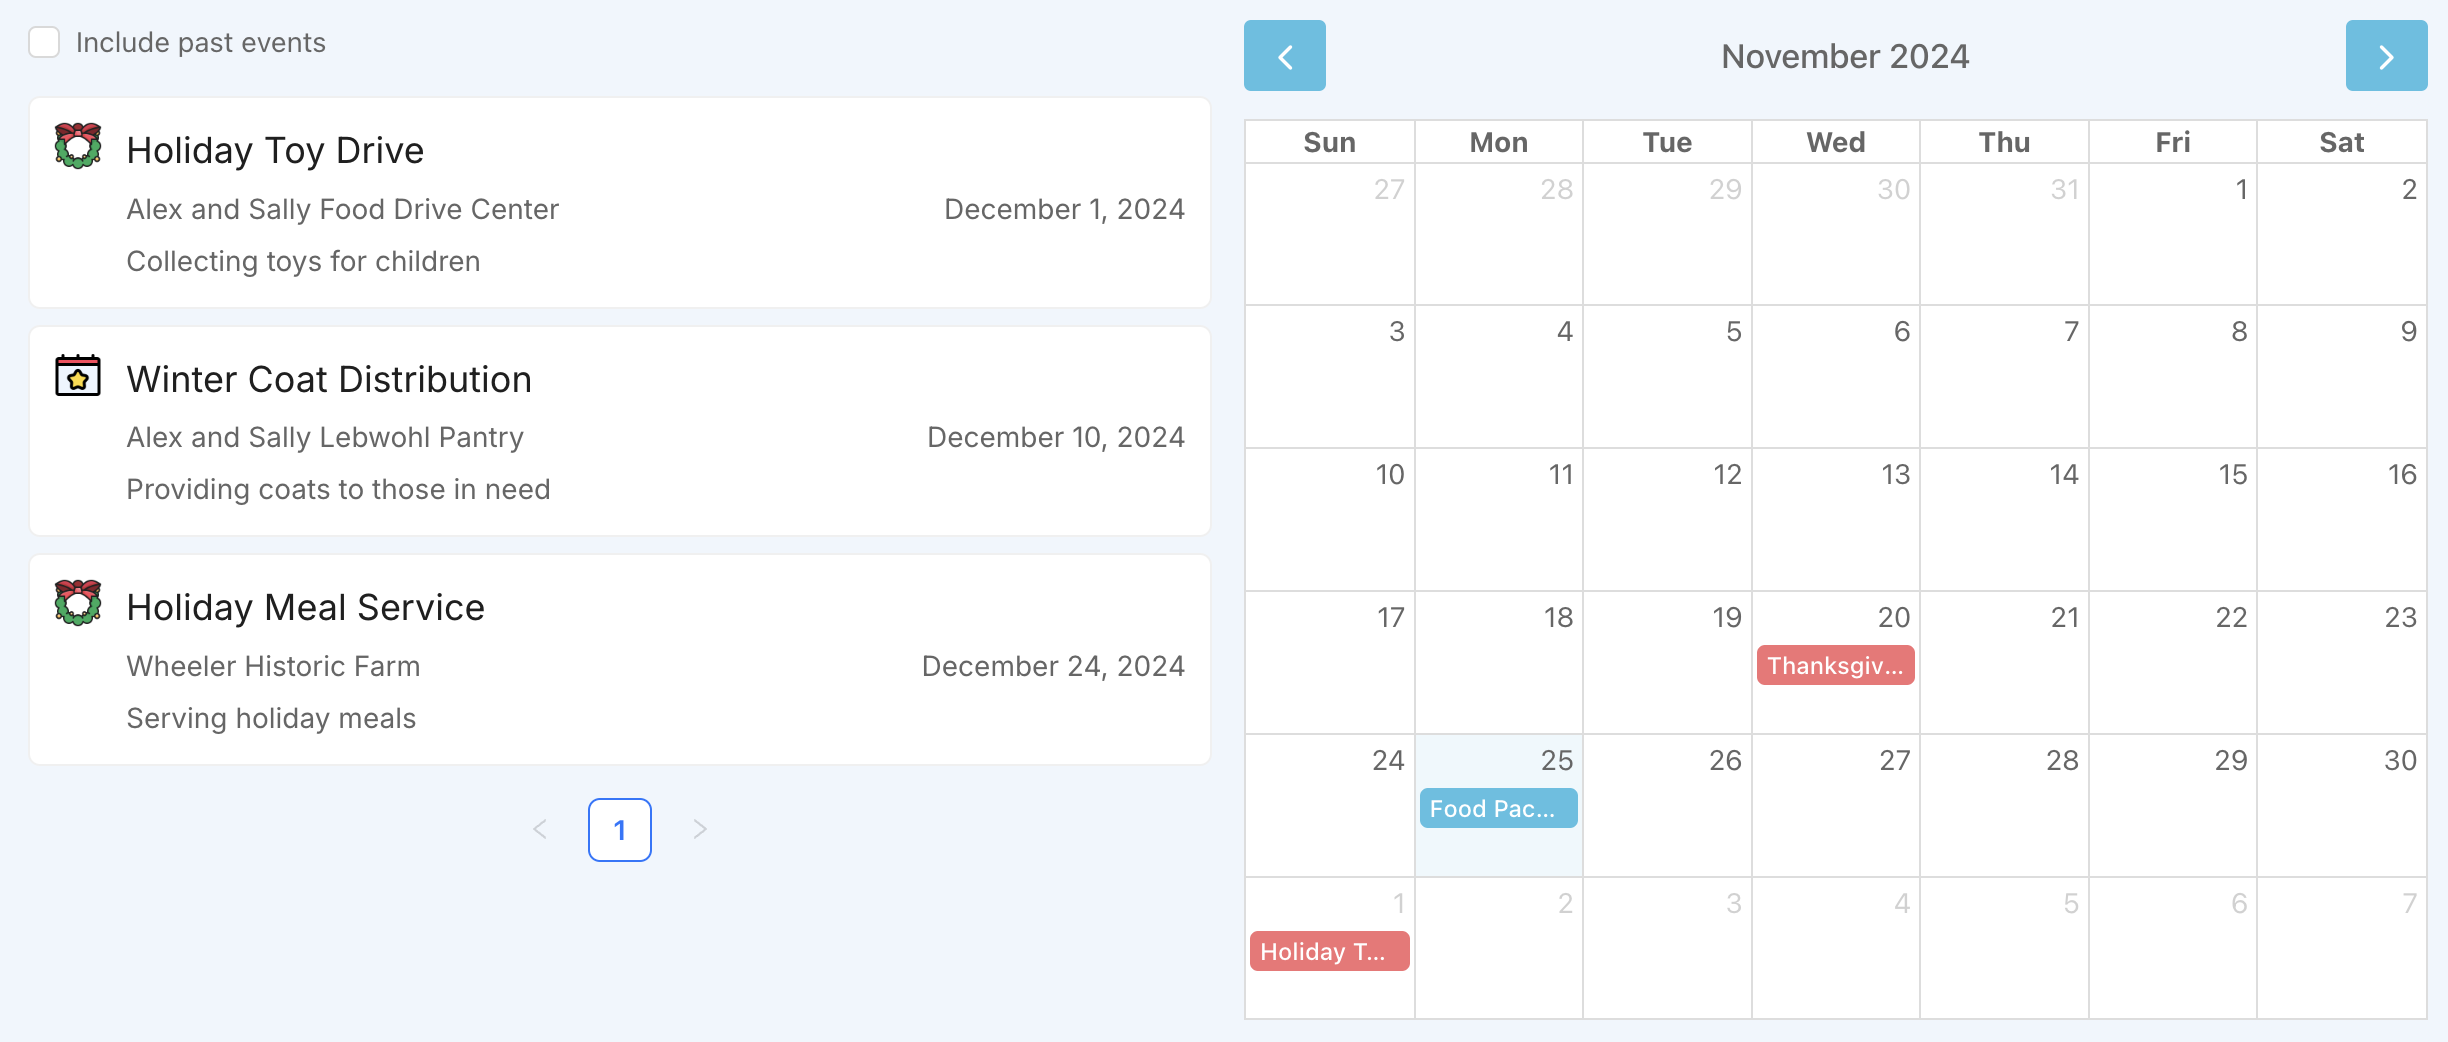 Include past events
Holiday Toy Drive
Alex and Sally Food Drive Center
December 1, 2024
Collecting toys for children
Winter Coat Distribution
Alex and Sally Lebwohl Pantry
December 10, 2024
Providing coats to those in need
Holiday Meal Service
Wheeler Historic Farm
December 24, 2024
Serving holiday meals
1
November 2024
Sun Mon Tue Wed Thu Fri Sat
27 28 29 30 31 1 2
3 4 5 6 7 8 9
10 11 12 13 14 15 16
17 18 19 20 21 22 23
Thanksgiv...
24 25 26 27 28 29 30
Food Pac...
1 2 3 4 5 6 7
Holiday T...